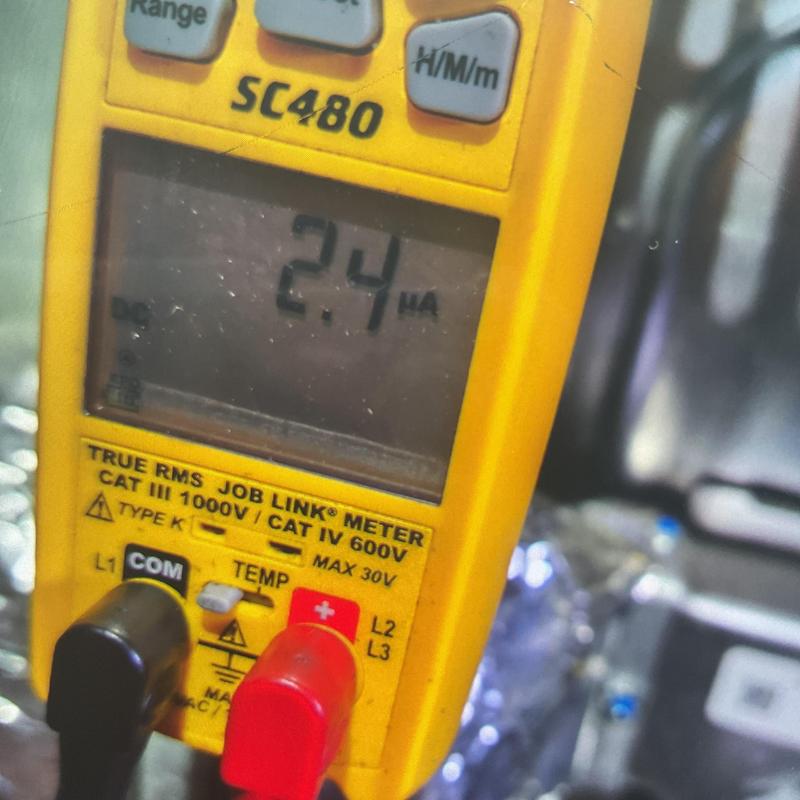 Range
H/M/m
SC480
2.4 µA
DC
TRUE RMS JOB LINK® METER
CAT III 1000V / CAT IV 600V
TYPE K
MAX 30V
L1 COM
TEMP
+
L2
L3